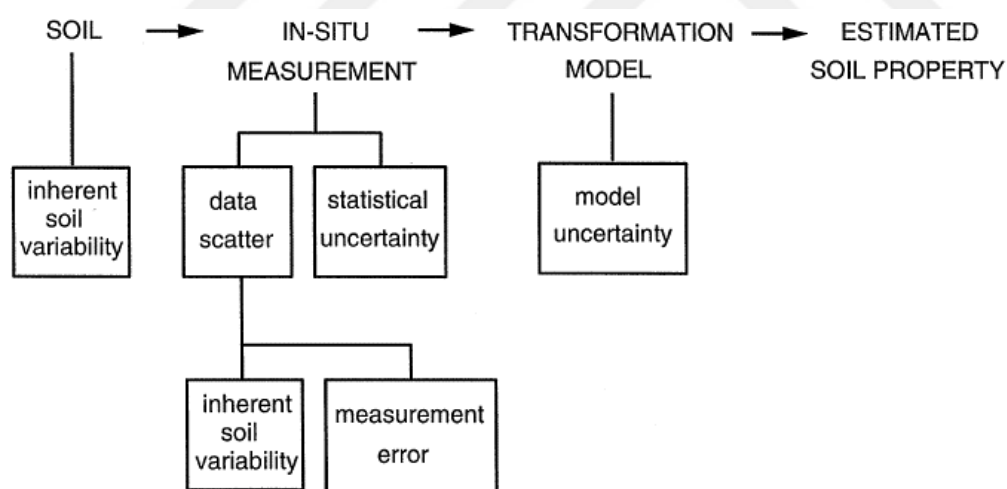 SOIL
IN-SITU
MEASUREMENT
TRANSFORMATION
MODEL
ESTIMATED
SOIL PROPERTY
inherent
soil
variability
data
scatter
statistical
uncertainty
model
uncertainty
inherent
soil
variability
measurement
error